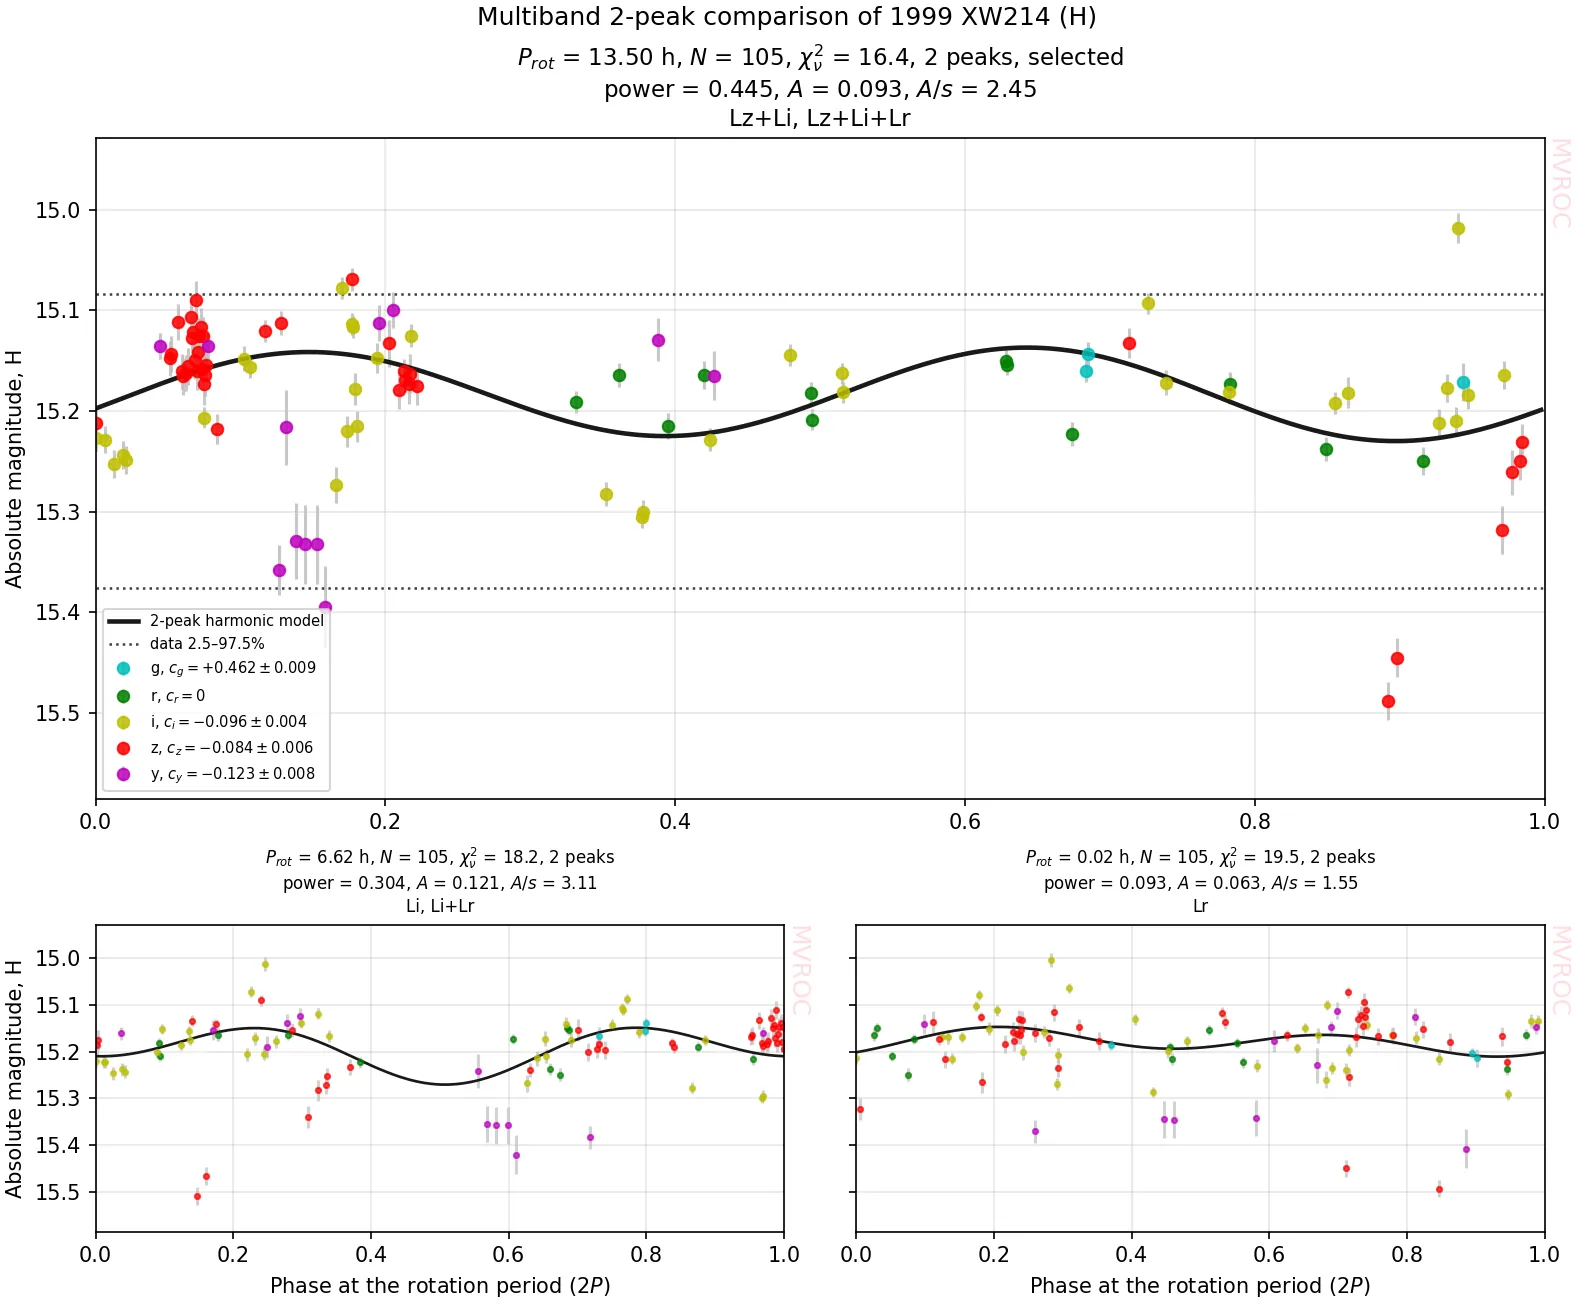 Multiband 2-peak comparison of 1999 XW214 (H)
P_rot = 13.50 h, N = 105, χ²_ν = 16.4, 2 peaks, selected
power = 0.445, A = 0.093, A/s = 2.45
Lz+Li, Lz+Li+Lr
MVROC
Absolute magnitude, H
15.0
15.1
15.2
15.3
15.4
15.5
2-peak harmonic model
data 2.5–97.5%
g, c_g = +0.462 ± 0.009
r, c_r = 0
i, c_i = −0.096 ± 0.004
z, c_z = −0.084 ± 0.006
y, c_y = −0.123 ± 0.008
0.0 0.2 0.4 0.6 0.8 1.0
P_rot = 6.62 h, N = 105, χ²_ν = 18.2, 2 peaks
power = 0.304, A = 0.121, A/s = 3.11
Li, Li+Lr
MVROC
Absolute magnitude, H
15.0
15.1
15.2
15.3
15.4
15.5
0.0 0.2 0.4 0.6 0.8 1.0
Phase at the rotation period (2P)
P_rot = 0.02 h, N = 105, χ²_ν = 19.5, 2 peaks
power = 0.093, A = 0.063, A/s = 1.55
Lr
MVROC
0.0 0.2 0.4 0.6 0.8 1.0
Phase at the rotation period (2P)